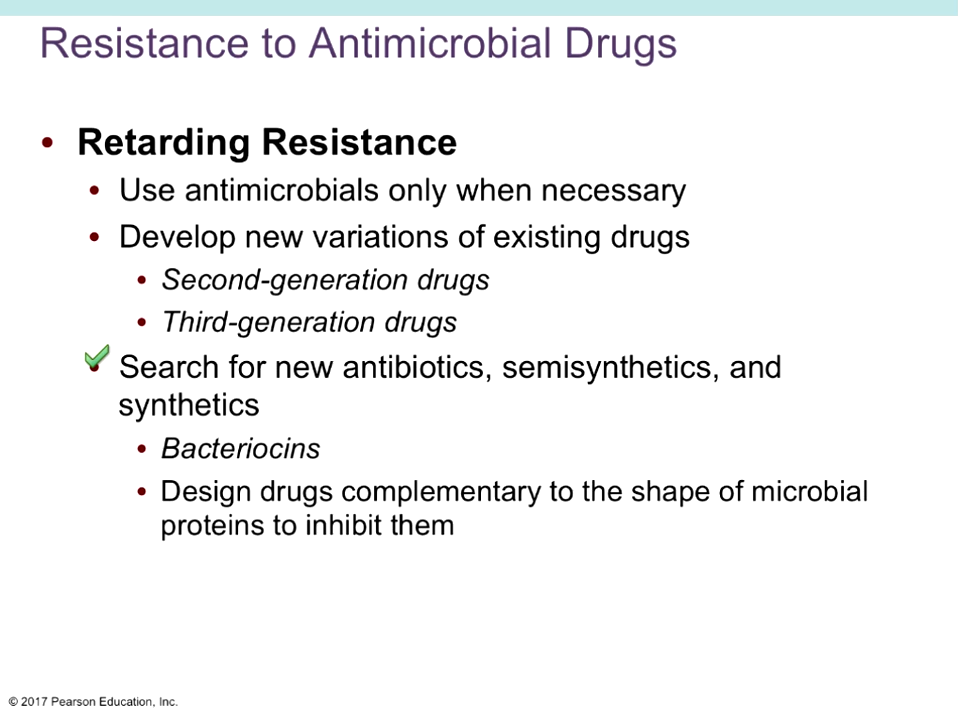 Resistance to Antimicrobial Drugs
• Retarding Resistance
• Use antimicrobials only when necessary
• Develop new variations of existing drugs
• Second-generation drugs
• Third-generation drugs
• Search for new antibiotics, semisynthetics, and
synthetics
• Bacteriocins
• Design drugs complementary to the shape of microbial
proteins to inhibit them
© 2017 Pearson Education, Inc.